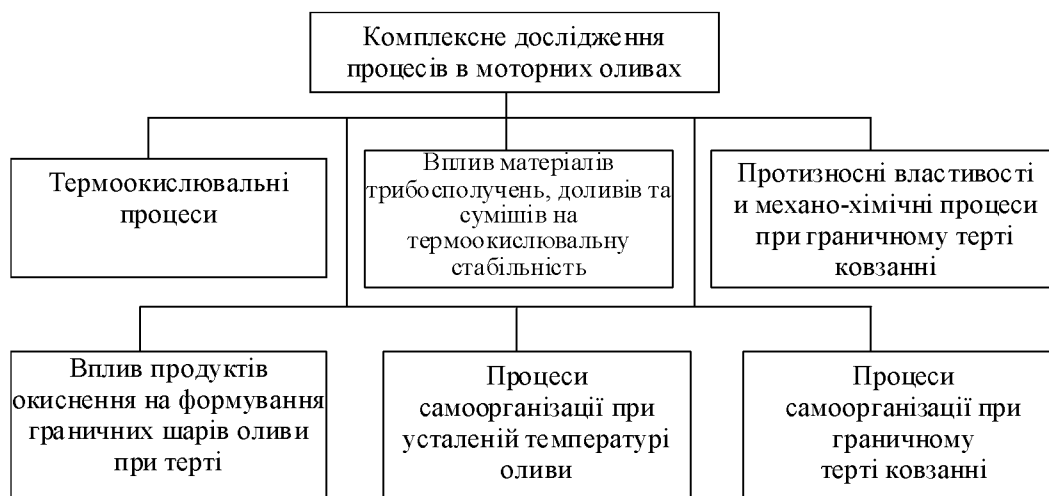 Комплексне дослідження
процесів в моторних оливах
Термоокислювальні
процеси
Вплив матеріалів
трибосполучень, доливів та
сумішів на
термоокислювальну
стабільність
Протизносні властивості
и механо-хімічні процеси
при граничному терті
ковзанні
Вплив продуктів
окиснення на формування
граничних шарів оливи
при терті
Процеси
самоорганізації при
усталеній температурі
оливи
Процеси
самоорганізації при
граничному
терті ковзанні